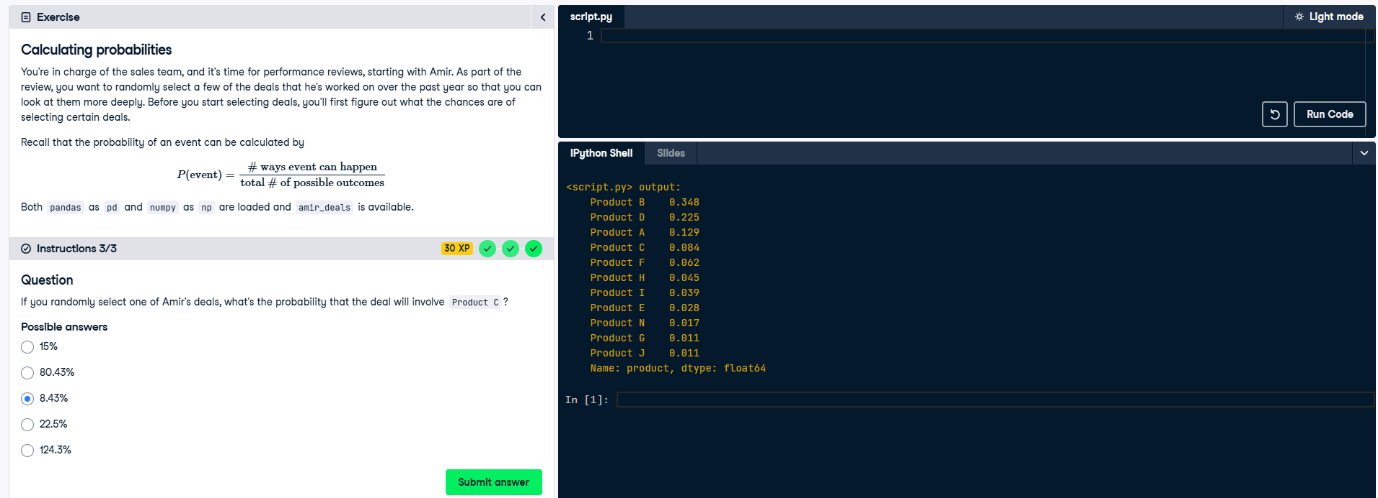 Exercise
Calculating probabilities
You're in charge of the sales team, and it's time for performance reviews, starting with Amir. As part of the
review, you want to randomly select a few of the deals that he's worked on over the past year so that you can
look at them more deeply. Before you start selecting deals, you'll first figure out what the chances are of
selecting certain deals.
Recall that the probability of an event can be calculated by
P(event) = # ways event can happen / total # of possible outcomes
Both pandas as pd and numpy as np are loaded and amir_deals is available.
Instructions 3/3
30 XP
Question
If you randomly select one of Amir's deals, what's the probability that the deal will involve Product C ?
Possible answers
15%
80.43%
8.43%
22.5%
124.3%
Submit answer
script.py
Light mode
1
Run Code
IPython Shell
Slides
<script.py> output:
Product B 0.348
Product D 0.225
Product A 0.129
Product C 0.084
Product F 0.062
Product H 0.045
Product I 0.039
Product E 0.028
Product N 0.017
Product G 0.011
Product J 0.011
Name: product, dtype: float64
In [1]: